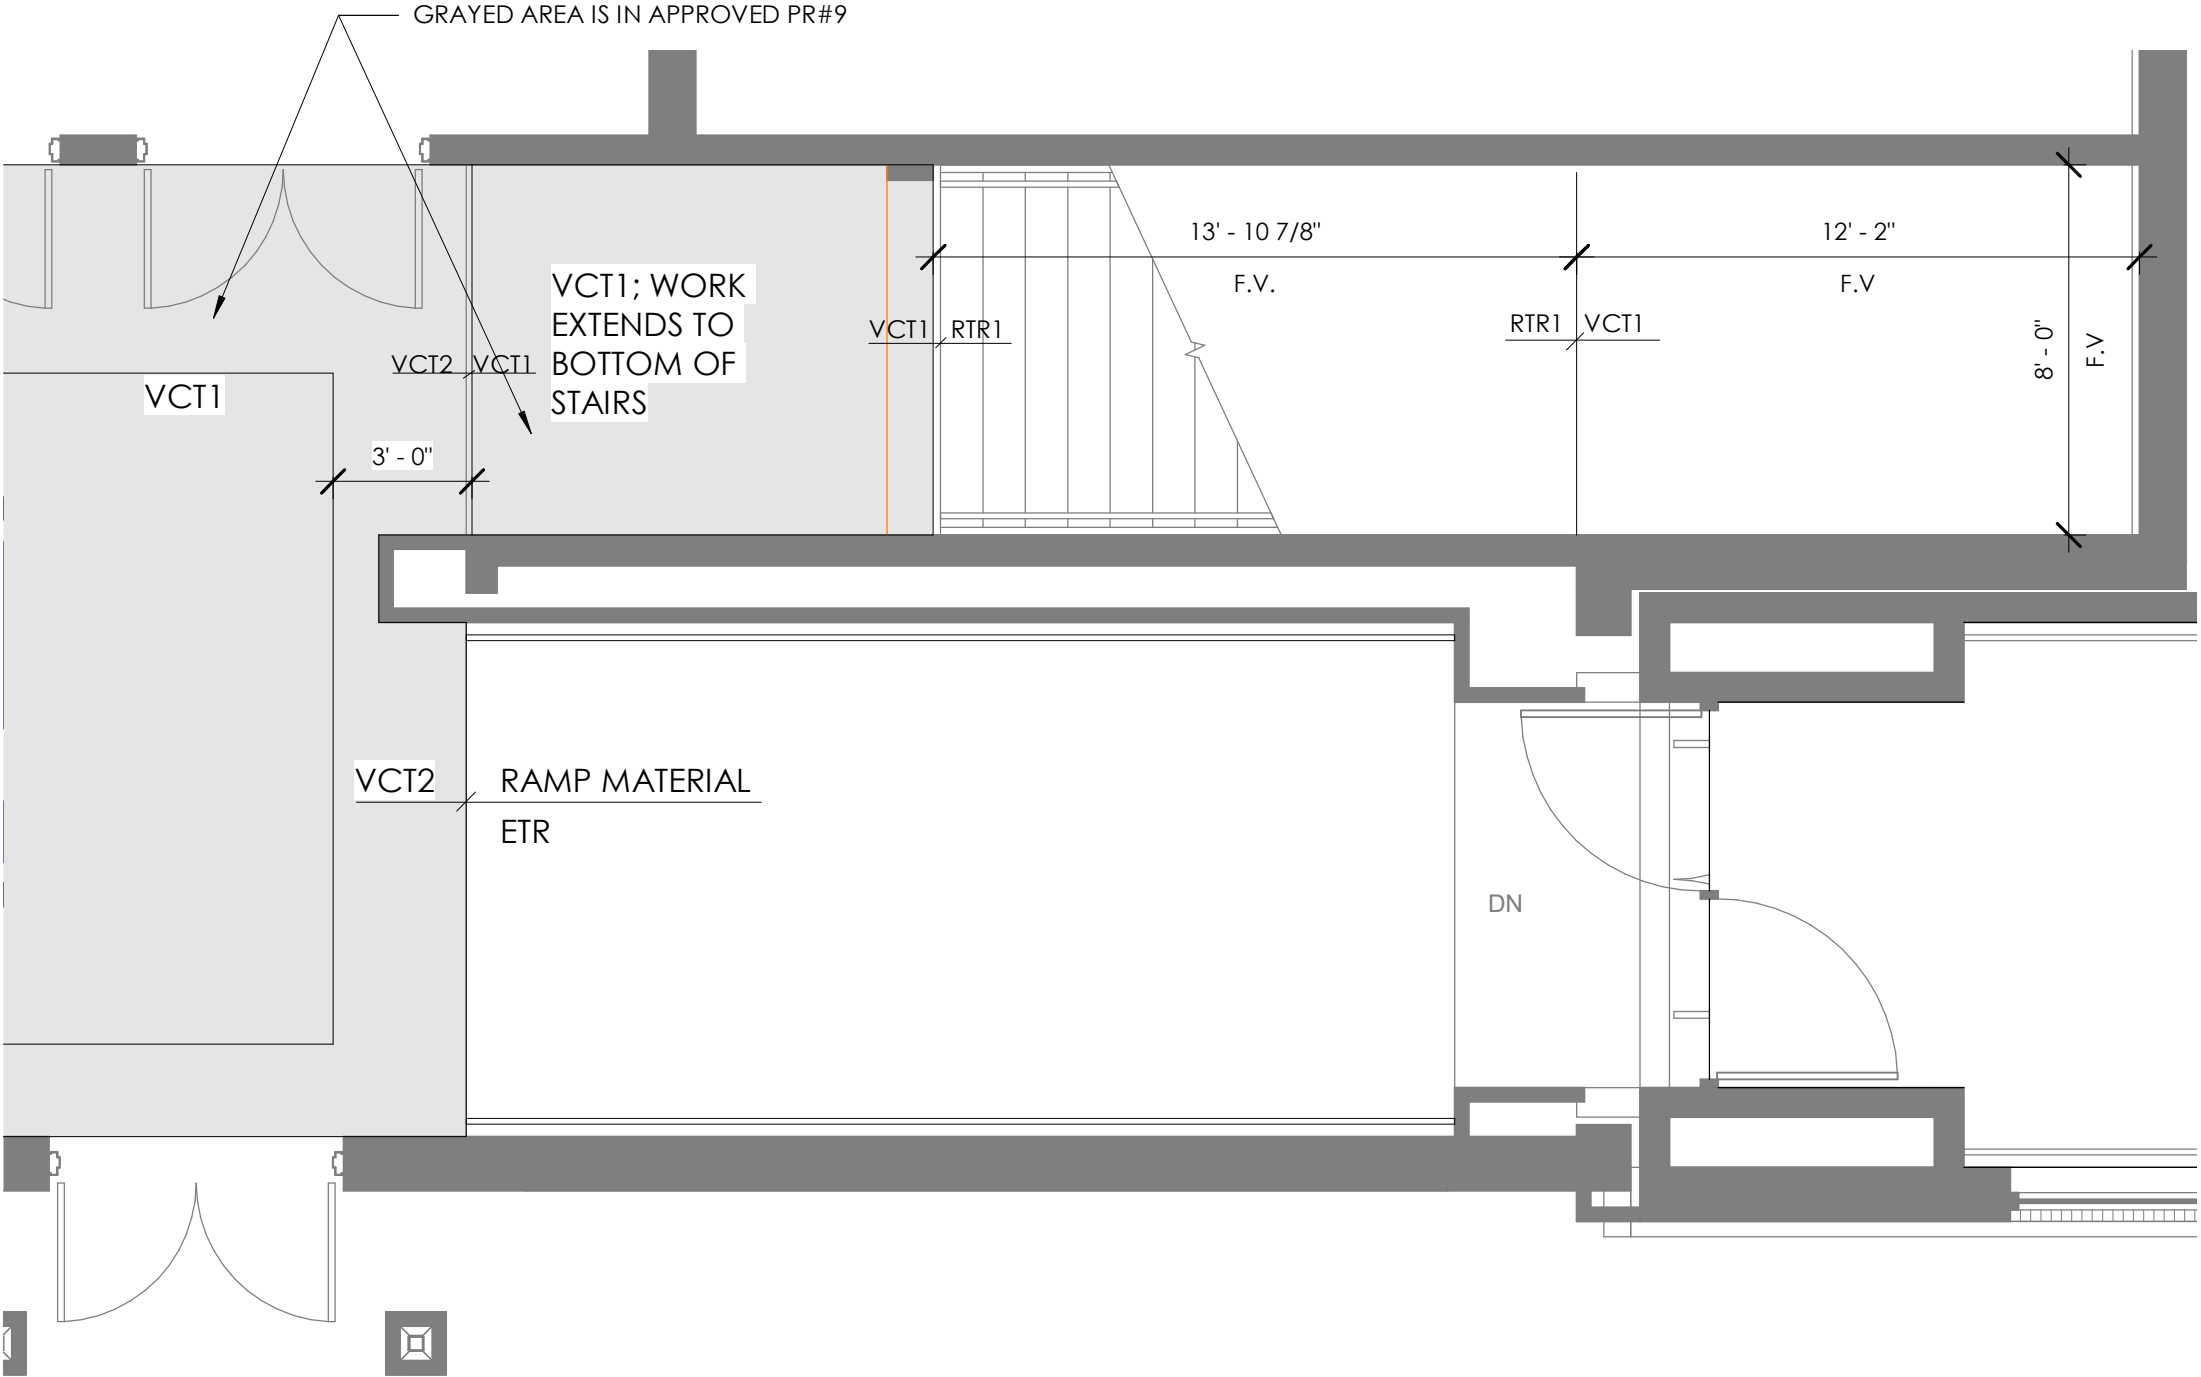 GRAYED AREA IS IN APPROVED PR#9
13' - 10 7/8"
12' - 2"
F.V.
F.V
VCT1; WORK
EXTENDS TO
BOTTOM OF
STAIRS
VCT1 RTR1
RTR1 VCT1
8' - 0"
F.V
VCT2 VCT1
VCT1
3' - 0"
VCT2 RAMP MATERIAL
ETR
DN